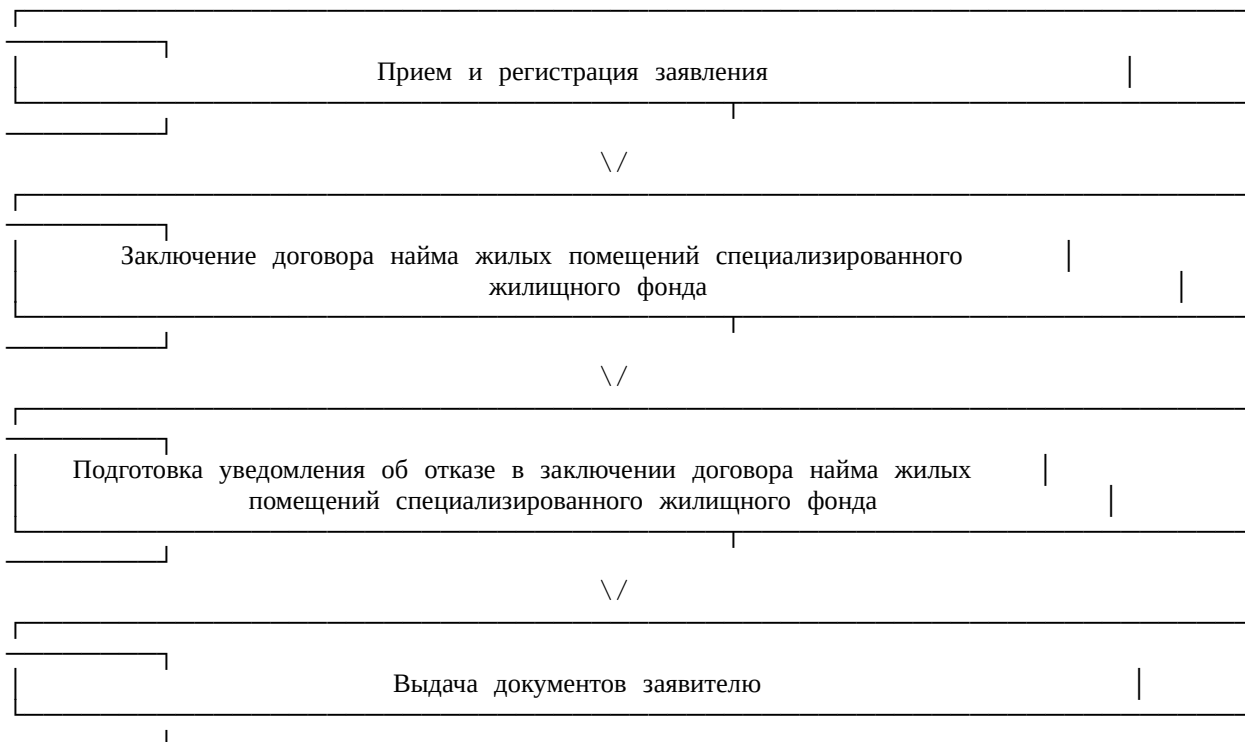 Прием и регистрация заявления
\/
Заключение договора найма жилых помещений специализированного
жилищного фонда
\/
Подготовка уведомления об отказе в заключении договора найма жилых
помещений специализированного жилищного фонда
\/
Выдача документов заявителю